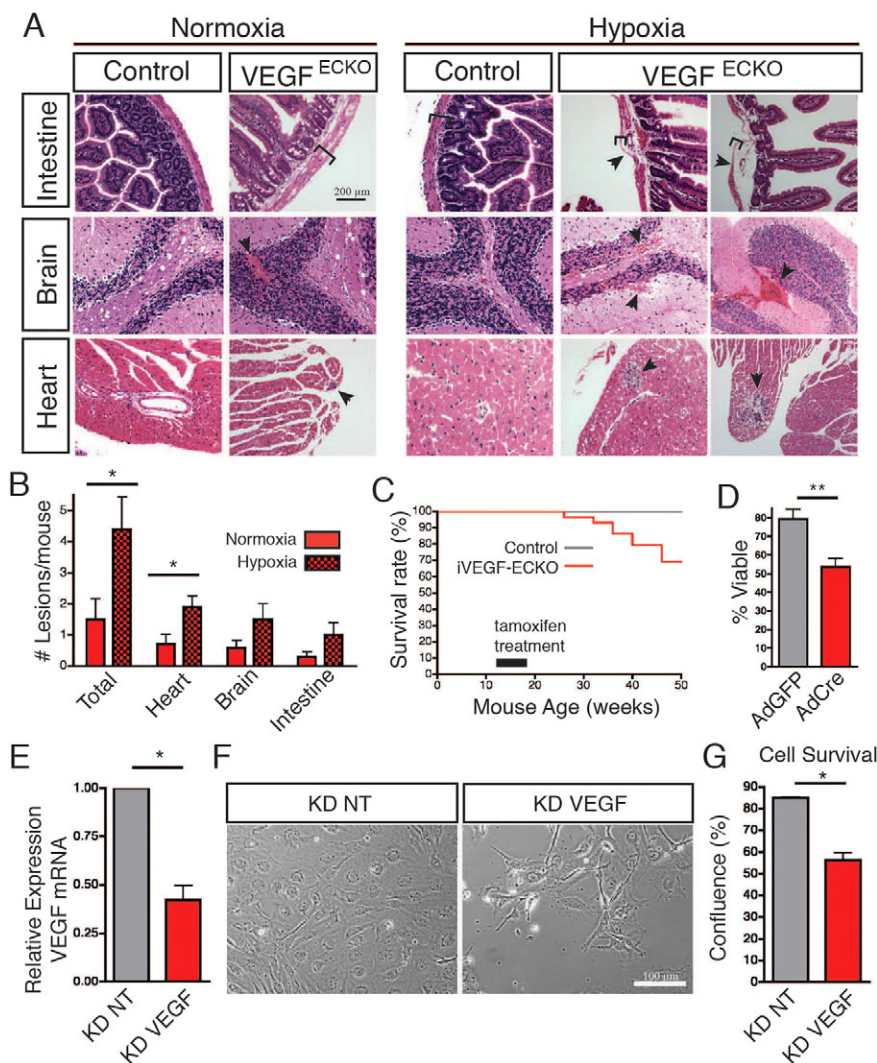 A
Normoxia
Hypoxia
Control
VEGF ECKO
Control
VEGF ECKO
Intestine
200 µm
Brain
Heart
B
# Lesions/mouse
5
4
3
2
1
0
*
*
Normoxia
Hypoxia
Total
Heart
Brain
Intestine
C
Survival rate (%)
100
90
80
70
60
50
40
30
20
10
0
Control
iVEGF-ECKO
tamoxifen
treatment
0
10
20
30
40
50
Mouse Age (weeks)
D
% Viable
80
70
60
50
40
30
20
10
0
**
AdGFP
AdCre
E
Relative Expression
VEGF mRNA
1.00
0.75
0.50
0.25
0.00
*
KD NT
KD VEGF
F
KD NT
KD VEGF
100 µm
G
Cell Survival
Confluence (%)
90
80
70
60
50
40
30
20
10
0
*
KD NT
KD VEGF